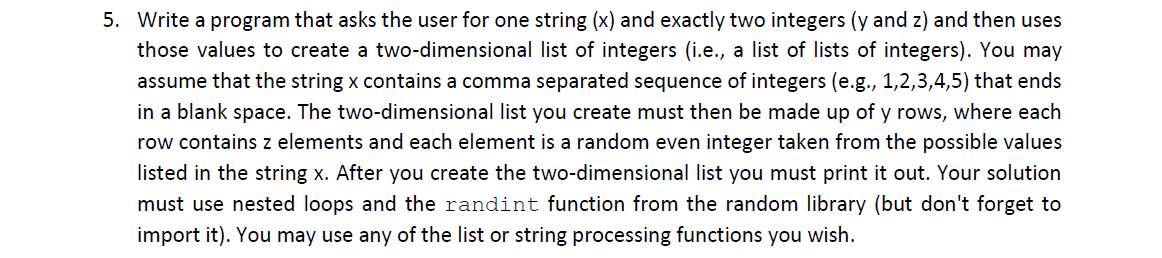 5. Write a program that asks the user for one string (x) and exactly two integers (y and z) and then uses
those values to create a two-dimensional list of integers (i.e., a list of lists of integers). You may
assume that the string x contains a comma separated sequence of integers (e.g., 1,2,3,4,5) that ends
in a blank space. The two-dimensional list you create must then be made up of y rows, where each
row contains z elements and each element is a random even integer taken from the possible values
listed in the string x. After you create the two-dimensional list you must print it out. Your solution
must use nested loops and the randint function from the random library (but don't forget to
import it). You may use any of the list or string processing functions you wish.